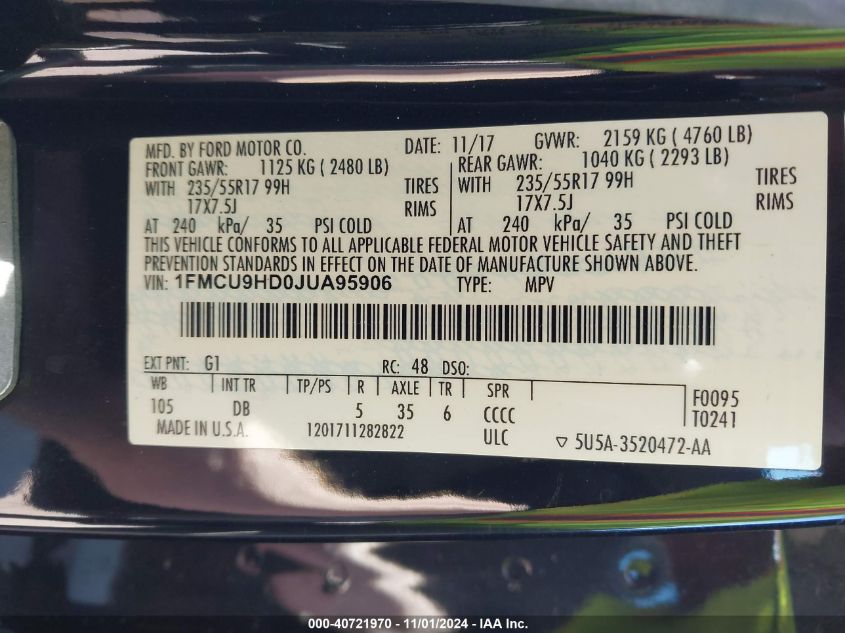 MFD. BY FORD MOTOR CO. DATE: 11/17 GVWR: 2159 KG ( 4760 LB)
FRONT GAWR: 1125 KG ( 2480 LB) REAR GAWR: 1040 KG ( 2293 LB)
WITH 235/55R17 99H TIRES WITH 235/55R17 99H TIRES
17X7.5J RIMS 17X7.5J RIMS
AT 240 kPa/ 35 PSI COLD AT 240 kPa/ 35 PSI COLD
THIS VEHICLE CONFORMS TO ALL APPLICABLE FEDERAL MOTOR VEHICLE SAFETY AND THEFT
PREVENTION STANDARDS IN EFFECT ON THE DATE OF MANUFACTURE SHOWN ABOVE.
VIN: 1FMCU9HD0JUA95906 TYPE: MPV
EXT PNT: G1 RC: 48 DSO:
WB INT TR TP/PS R AXLE TR SPR F0095
105 DB 5 35 6 CCCC T0241
MADE IN U.S.A. 1201711282822 ULC ▽ 5U5A-3520472-AA
000-40721970 - 11/01/2024 - IAA Inc.